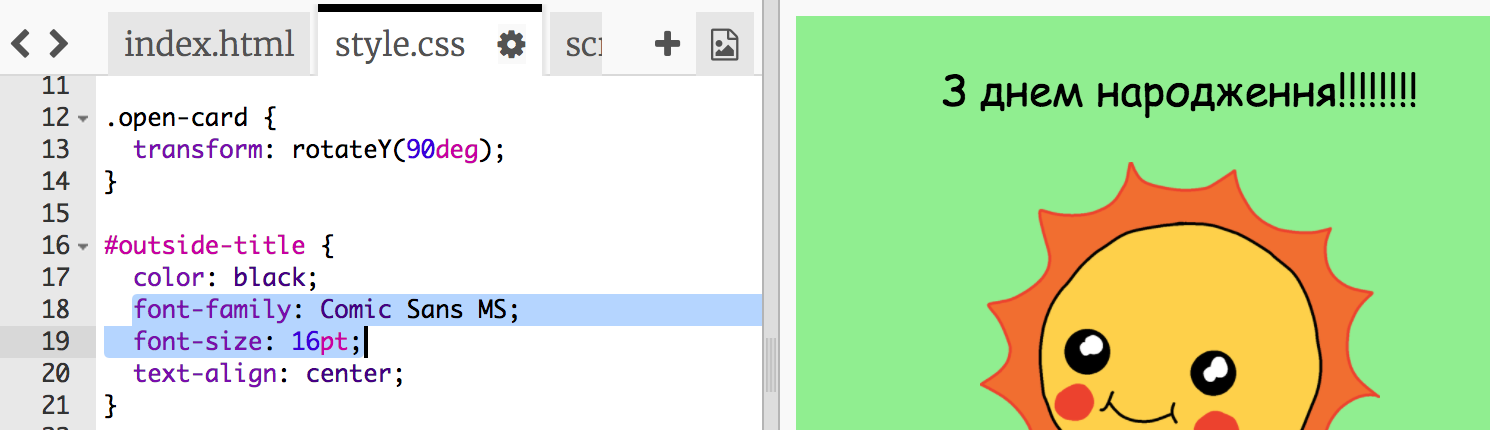 index.html
style.css
scr
11
12 .open-card {
13 transform: rotateY(90deg);
14 }
15
16 #outside-title {
17 color: black;
18 font-family: Comic Sans MS;
19 font-size: 16pt;
20 text-align: center;
21 }
З днем народження!!!!!!!!